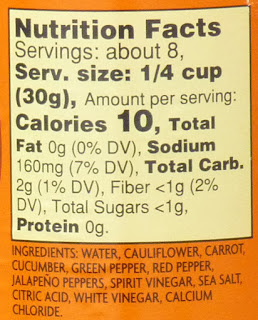 Nutrition Facts
Servings: about 8,
Serv. size: 1/4 cup
(30g), Amount per serving:
Calories 10, Total
Fat 0g (0% DV), Sodium
160mg (7% DV), Total Carb.
2g (1% DV), Fiber <1g (2%
DV), Total Sugars <1g,
Protein 0g.
INGREDIENTS: WATER, CAULIFLOWER, CARROT,
CUCUMBER, GREEN PEPPER, RED PEPPER,
JALAPEÑO PEPPERS, SPIRIT VINEGAR, SEA SALT,
CITRIC ACID, WHITE VINEGAR, CALCIUM
CHLORIDE.